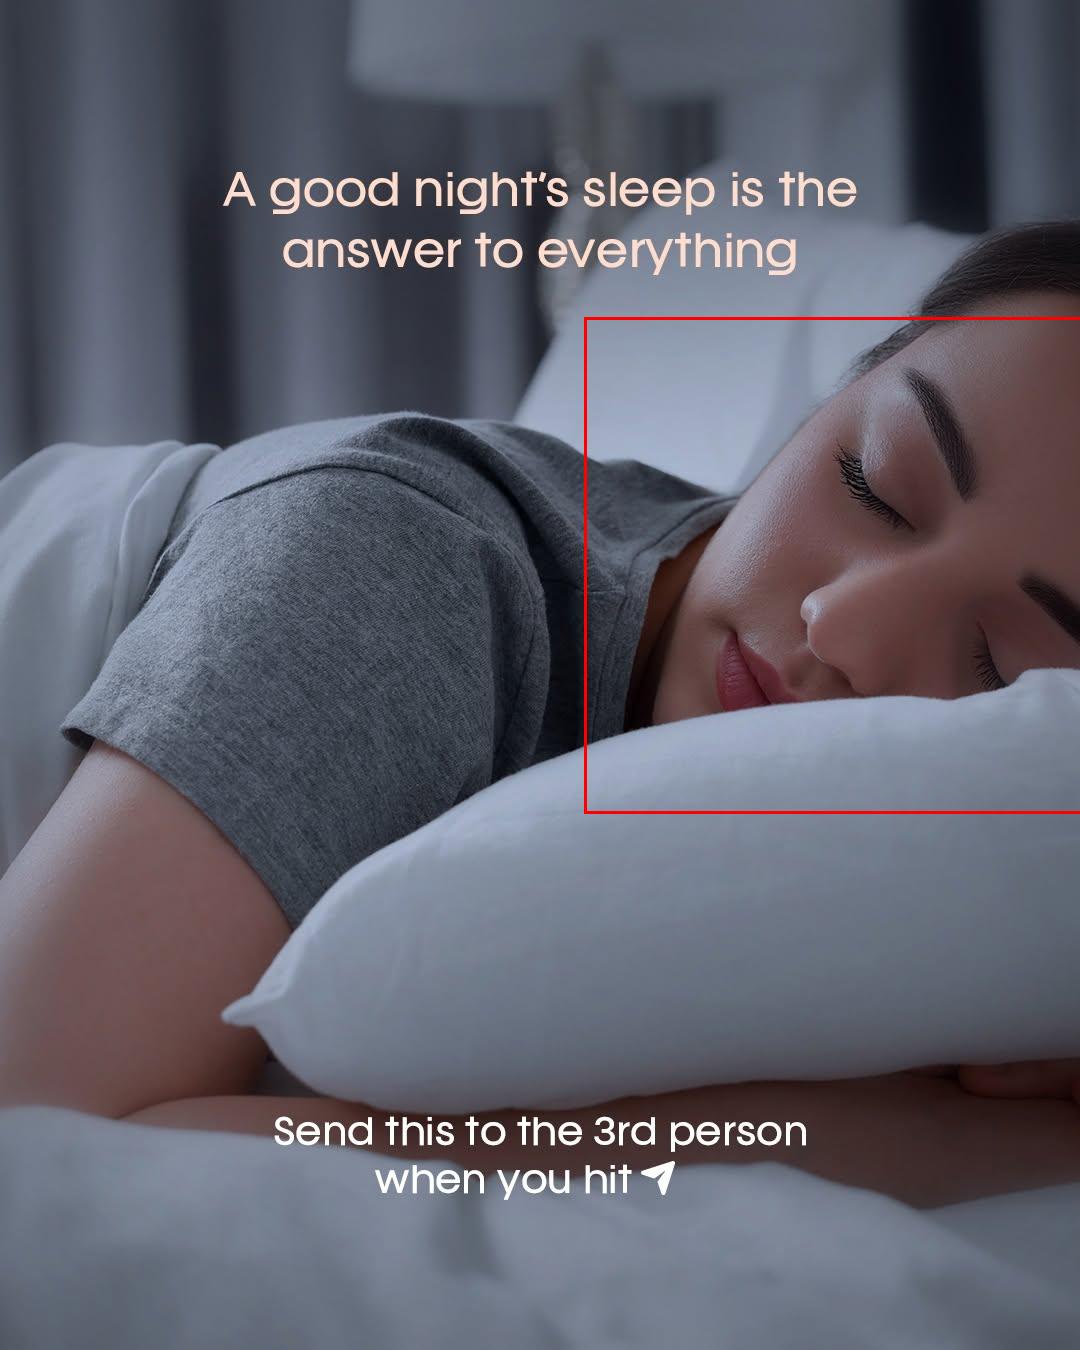 A good night’s sleep is the
answer to everything
Send this to the 3rd person
when you hit